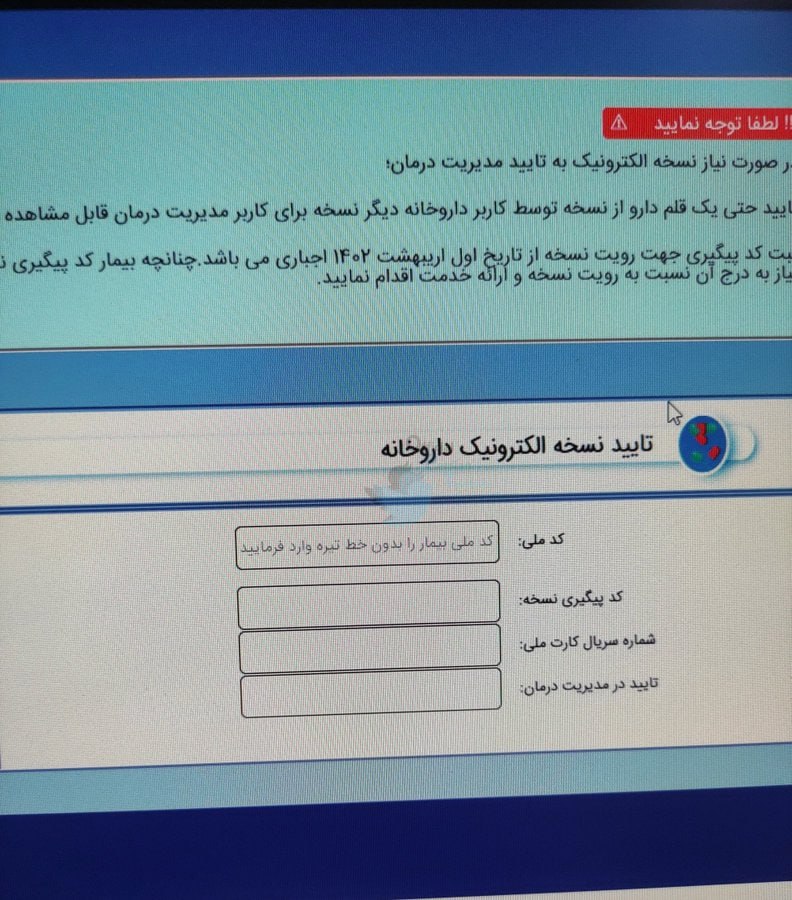 !! لطفا توجه نمایید
در صورت نیاز نسخه الکترونیک به تایید مدیریت درمان؛
تایید حتی یک قلم دارو از نسخه توسط کاربر داروخانه دیگر نسخه برای کاربر مدیریت درمان قابل مشاهده
کد پیگیری جهت رویت نسخه از تاریخ اول اریبهشت ۱۴۰۲ اجباری می باشد.چنانچه بیمار کد پیگیری
نیاز به درج آن نسبت به رویت نسخه و ارائه خدمت اقدام نمایید.
تایید نسخه الکترونیک داروخانه
کد ملی:
کد ملی بیمار را بدون خط تیره وارد فرمایید
کد پیگیری نسخه:
شماره سریال کارت ملی:
تایید در مدیریت درمان: